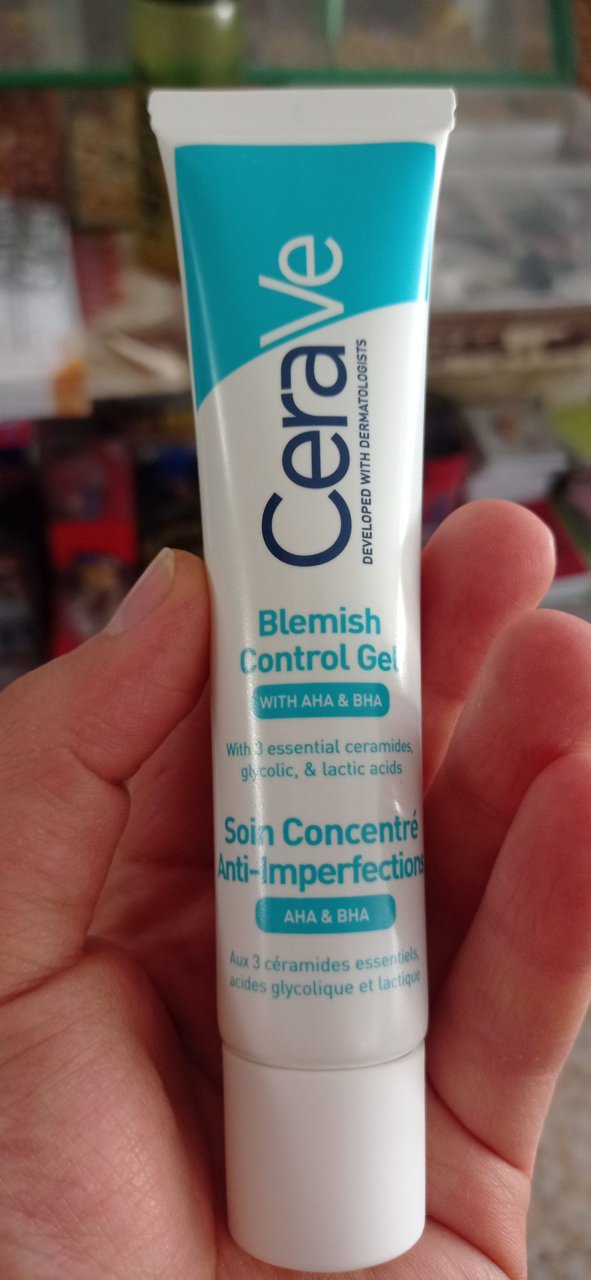 CeraVe
DEVELOPED WITH DERMATOLOGISTS
Blemish
Control Gel
WITH AHA & BHA
With 3 essential ceramides,
glycolic, & lactic acids
Soin Concentré
Anti-Imperfections
AHA & BHA
Aux 3 céramides essentiels,
acides glycolique et lactique